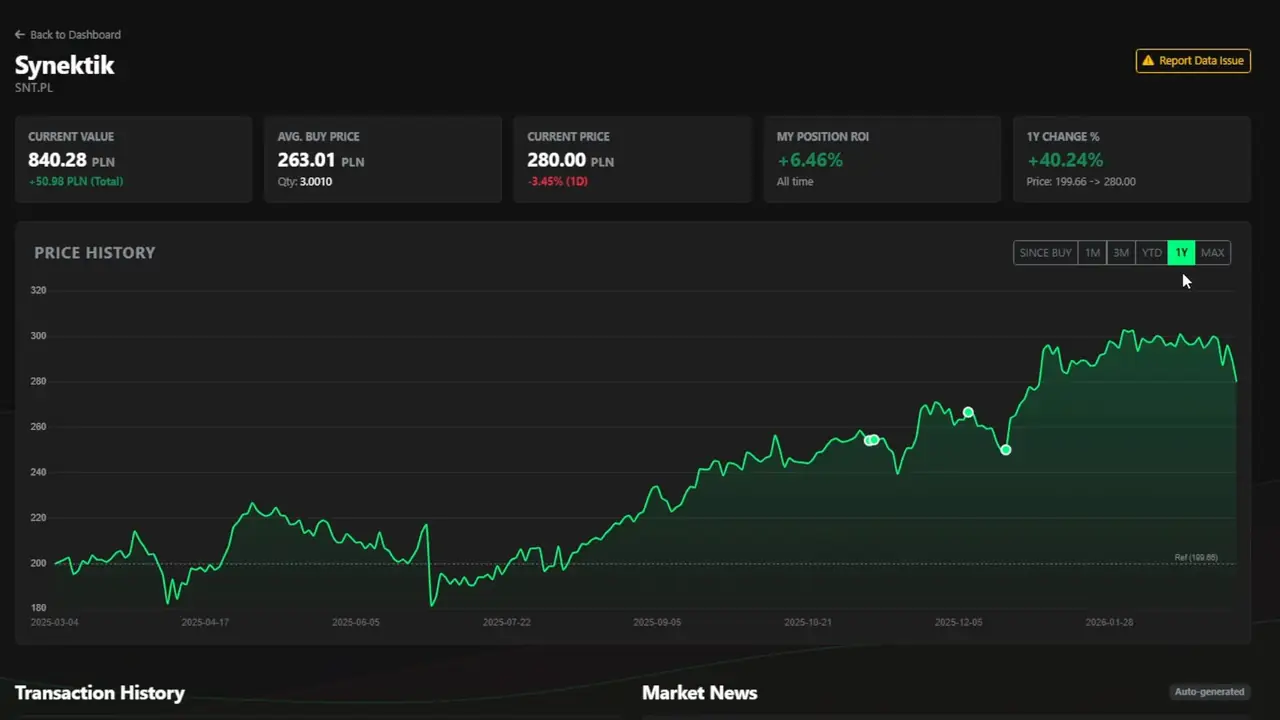 Back to Dashboard
Synektik
SNT.PL
Report Data Issue
CURRENT VALUE
840.28 PLN
+50.98 PLN (Total)
AVG. BUY PRICE
263.01 PLN
Qty: 3.0010
CURRENT PRICE
280.00 PLN
-3.45% (1D)
MY POSITION ROI
+6.46%
All time
1Y CHANGE %
+40.24%
Price: 199.66 -> 280.00
PRICE HISTORY
SINCE BUY 1M 3M YTD 1Y MAX
320
300
280
260
240
220
200
180
Ref (199.66)
2025-03-04 2025-04-17 2025-06-05 2025-07-22 2025-09-05 2025-10-21 2025-12-05 2026-01-28
Transaction History
Market News
Auto-generated